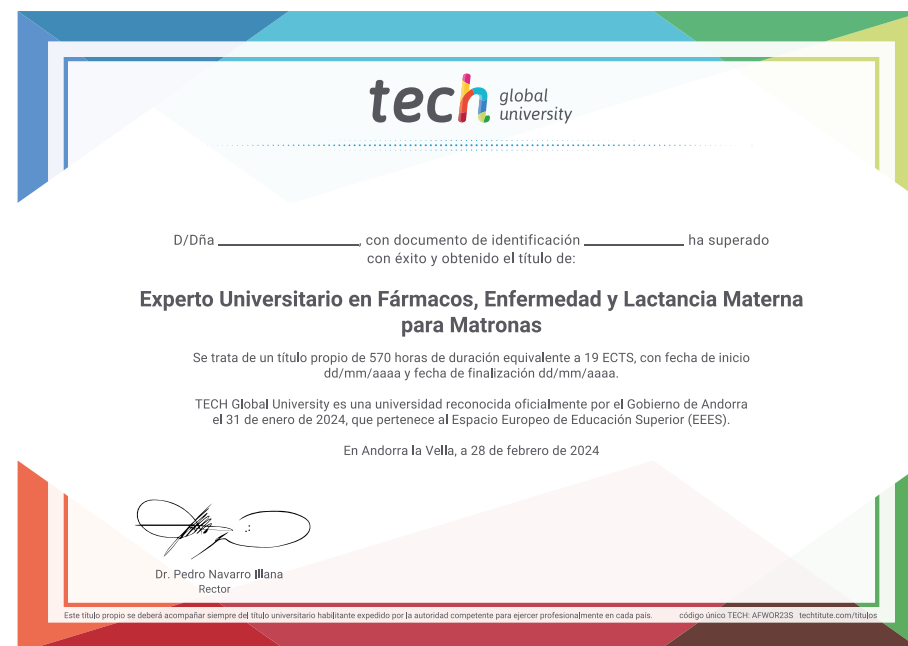 tech global university
D/Dña ____________________, con documento de identificación ______________ ha superado
con éxito y obtenido el título de:
Experto Universitario en Fármacos, Enfermedad y Lactancia Materna
para Matronas
Se trata de un título propio de 570 horas de duración equivalente a 19 ECTS, con fecha de inicio
dd/mm/aaaa y fecha de finalización dd/mm/aaaa.
TECH Global University es una universidad reconocida oficialmente por el Gobierno de Andorra
el 31 de enero de 2024, que pertenece al Espacio Europeo de Educación Superior (EEES).
En Andorra la Vella, a 28 de febrero de 2024
Dr. Pedro Navarro Illana
Rector
Este título propio se deberá acompañar siempre del título universitario habilitante expedido por la autoridad competente para ejercer profesionalmente en cada país. código único TECH: AFWOR23S techtitute.com/titulos